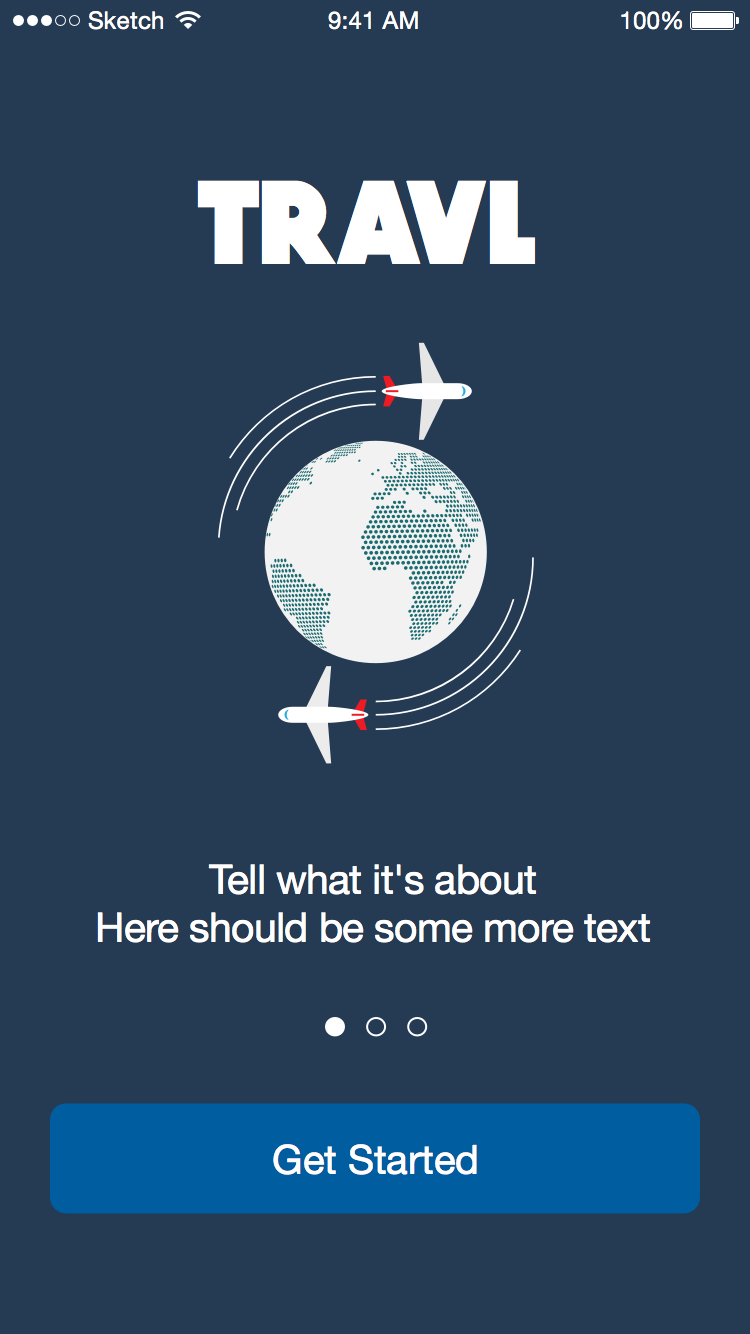 Sketch 9:41 AM 100%
TRAVL
Tell what it's about
Here should be some more text
Get Started